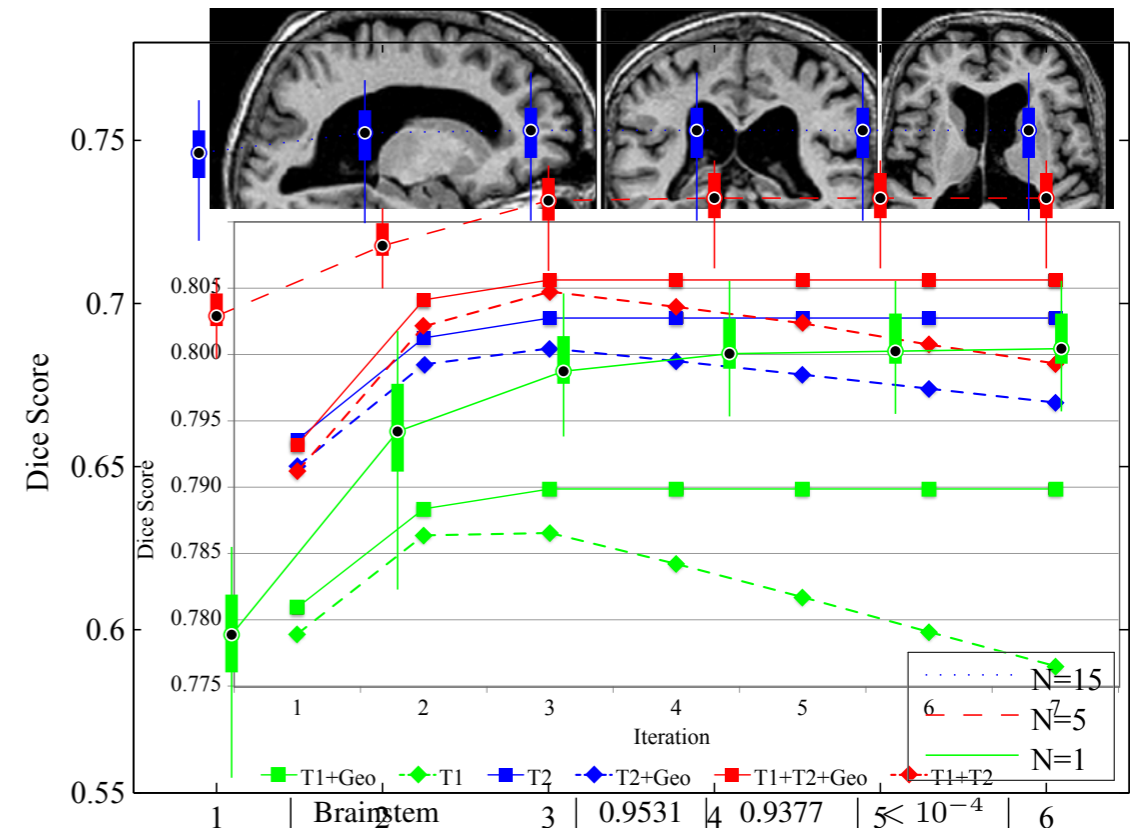 0.75
0.7
0.65
0.6
0.55
Dice Score
0.805
0.800
0.795
0.790
0.785
0.780
0.775
Dice Score
1 2 3 4 5 6 7
Iteration
N=15
N=5
N=1
T1+Geo T1 T2 T2+Geo T1+T2+Geo T1+T2
1 2 3 4 5 6
Brainstem 0.9531 0.9377 < 10⁻⁴